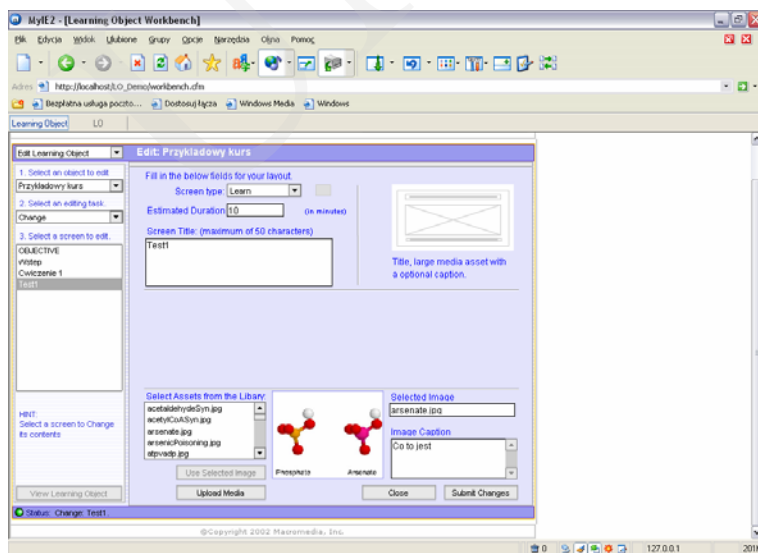 MyIE2 - [Learning Object Workbench]
Plik Edycja Widok Ulubione Grupy Opcje Narzędzia Okna Pomoc
Adres http://localhost/LO_Demo/workbench.cfm
Bezpłatna usługa poczto... Dostosuj łącza Windows Media Windows
Learning Object LO
Edit Learning Object
Edit: Przykladowy kurs
1. Select an object to edit
Przykladowy kurs
2. Select an editing task.
Change
3. Select a screen to edit.
OBJECTIVE
Wstep
Cwiczenie 1
Test1
HINT:
Select a screen to Change
its contents
View Learning Object
Fill in the below fields for your layout.
Screen type: Learn
Estimated Duration 10 (in minutes)
Screen Title: (maximum of 50 characters)
Test1
Title, large media asset with
a optional caption.
Select Assets from the Libary:
acetaldehydeSyn.jpg
acetylCoASyn.jpg
arsenate.jpg
arsenicPoisoning.jpg
atpvadp.jpg
Use Selected Image
Upload Media
Phosphate Arsenate
Selected Image
arsenate.jpg
Image Caption
Co to jest
Close Submit Changes
Status: Change: Test1.
©Copyright 2002 Macromedia, Inc.
0 127.0.0.1